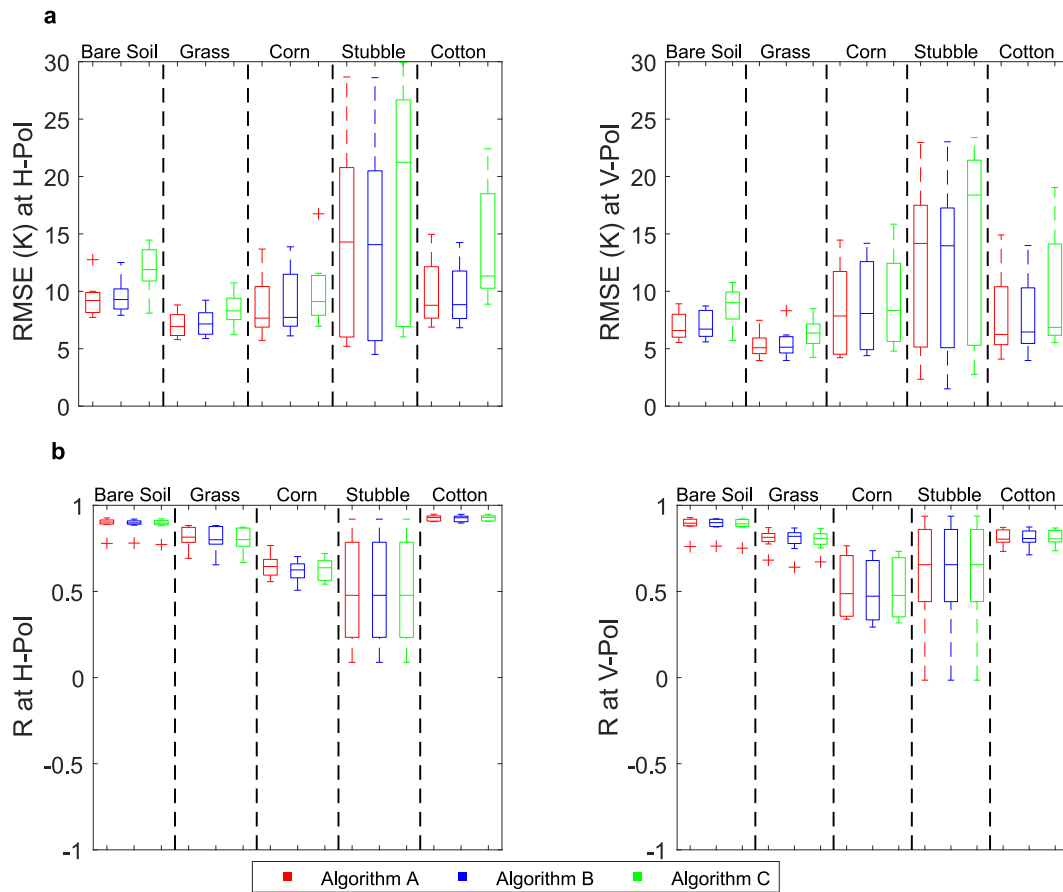 a
Bare Soil Grass Corn Stubble Cotton
30
25
20
15
10
5
0
RMSE (K) at H-Pol
Bare Soil Grass Corn Stubble Cotton
30
25
20
15
10
5
0
RMSE (K) at V-Pol
b
Bare Soil Grass Corn Stubble Cotton
1
0.5
0
-0.5
-1
R at H-Pol
Bare Soil Grass Corn Stubble Cotton
1
0.5
0
-0.5
-1
R at V-Pol
Algorithm A Algorithm B Algorithm C